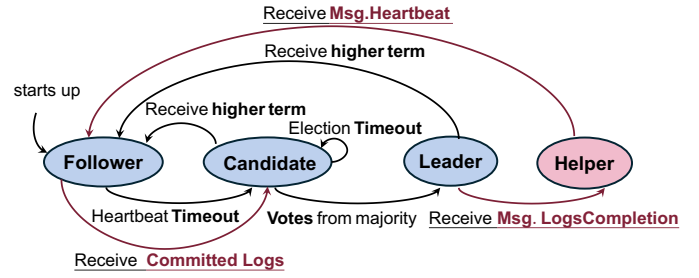 Receive Msg.Heartbeat
Receive higher term
starts up
Receive higher term
Election Timeout
Follower
Candidate
Leader
Helper
Heartbeat Timeout
Votes from majority
Receive Msg. LogsCompletion
Receive Committed Logs